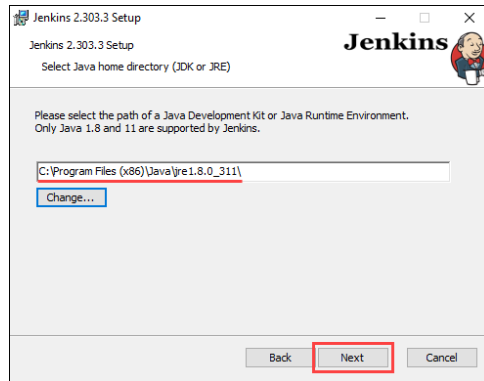 Jenkins 2.303.3 Setup
Jenkins 2.303.3 Setup
Jenkins
Select Java home directory (JDK or JRE)
Please select the path of a Java Development Kit or Java Runtime Environment.
Only Java 1.8 and 11 are supported by Jenkins.
C:\Program Files (x86)\Java\jre1.8.0_311\
Change...
Back Next Cancel